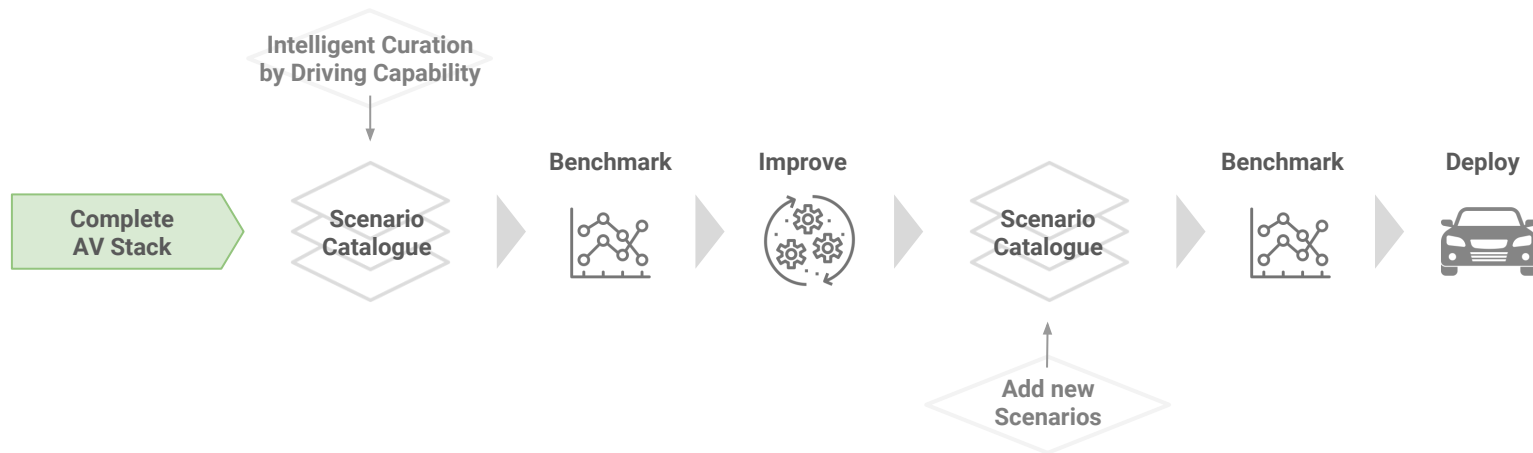 Intelligent Curation
by Driving Capability
Benchmark
Improve
Benchmark
Deploy
Complete
AV Stack
Scenario
Catalogue
Scenario
Catalogue
Add new
Scenarios